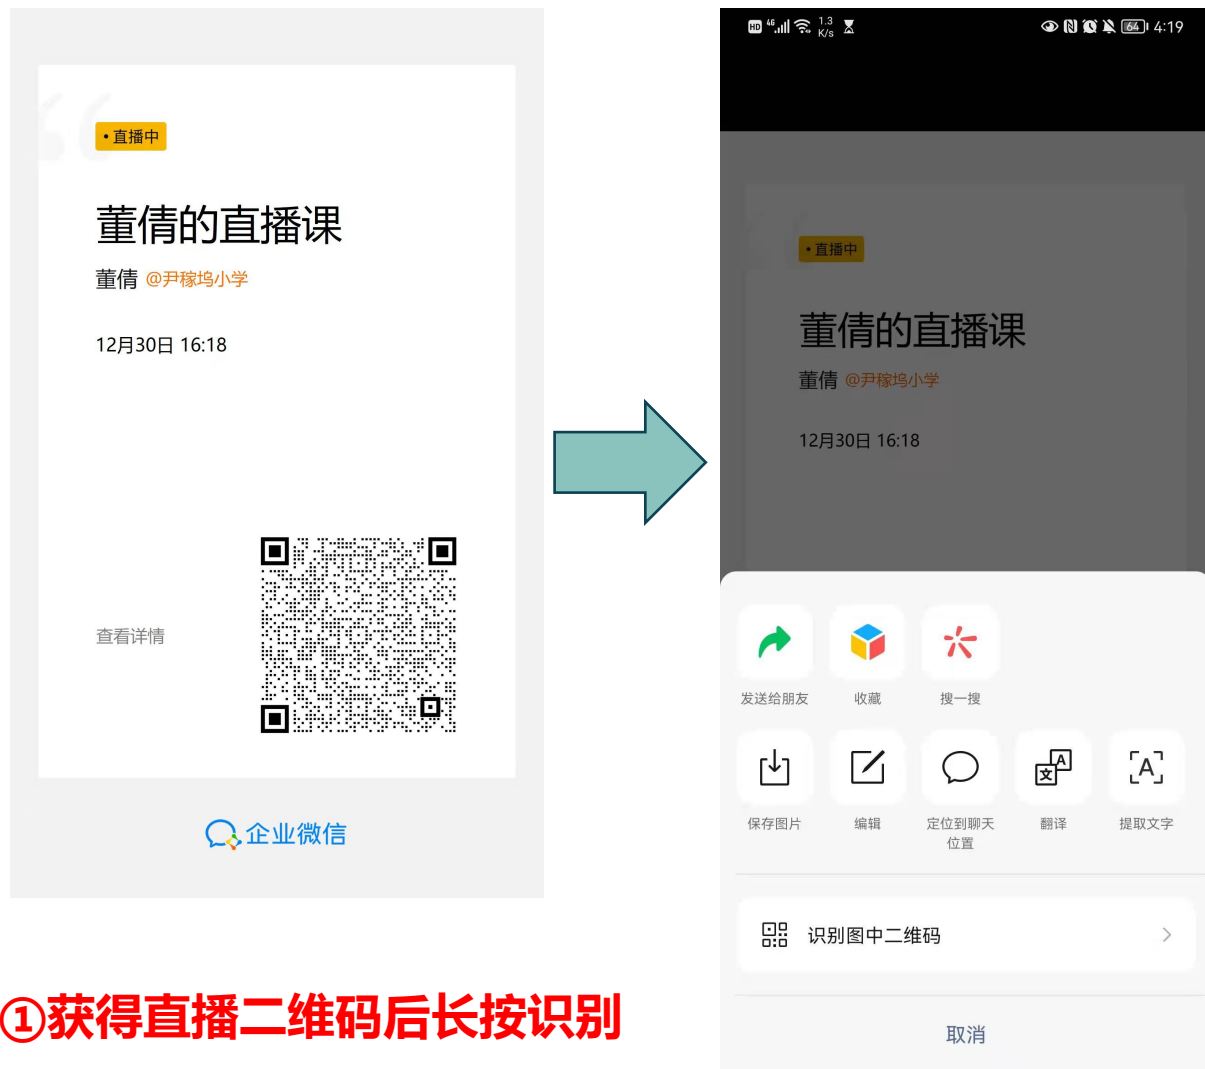 • 直播中
董倩的直播课
董倩 @尹稼坞小学
12月30日 16:18
查看详情
企业微信
①获得直播二维码后长按识别
HD 46 1.3 K/s 64 4:19
• 直播中
董倩的直播课
董倩 @尹稼坞小学
12月30日 16:18
发送给朋友 收藏 搜一搜
保存图片 编辑 定位到聊天位置 翻译 提取文字
识别图中二维码
取消